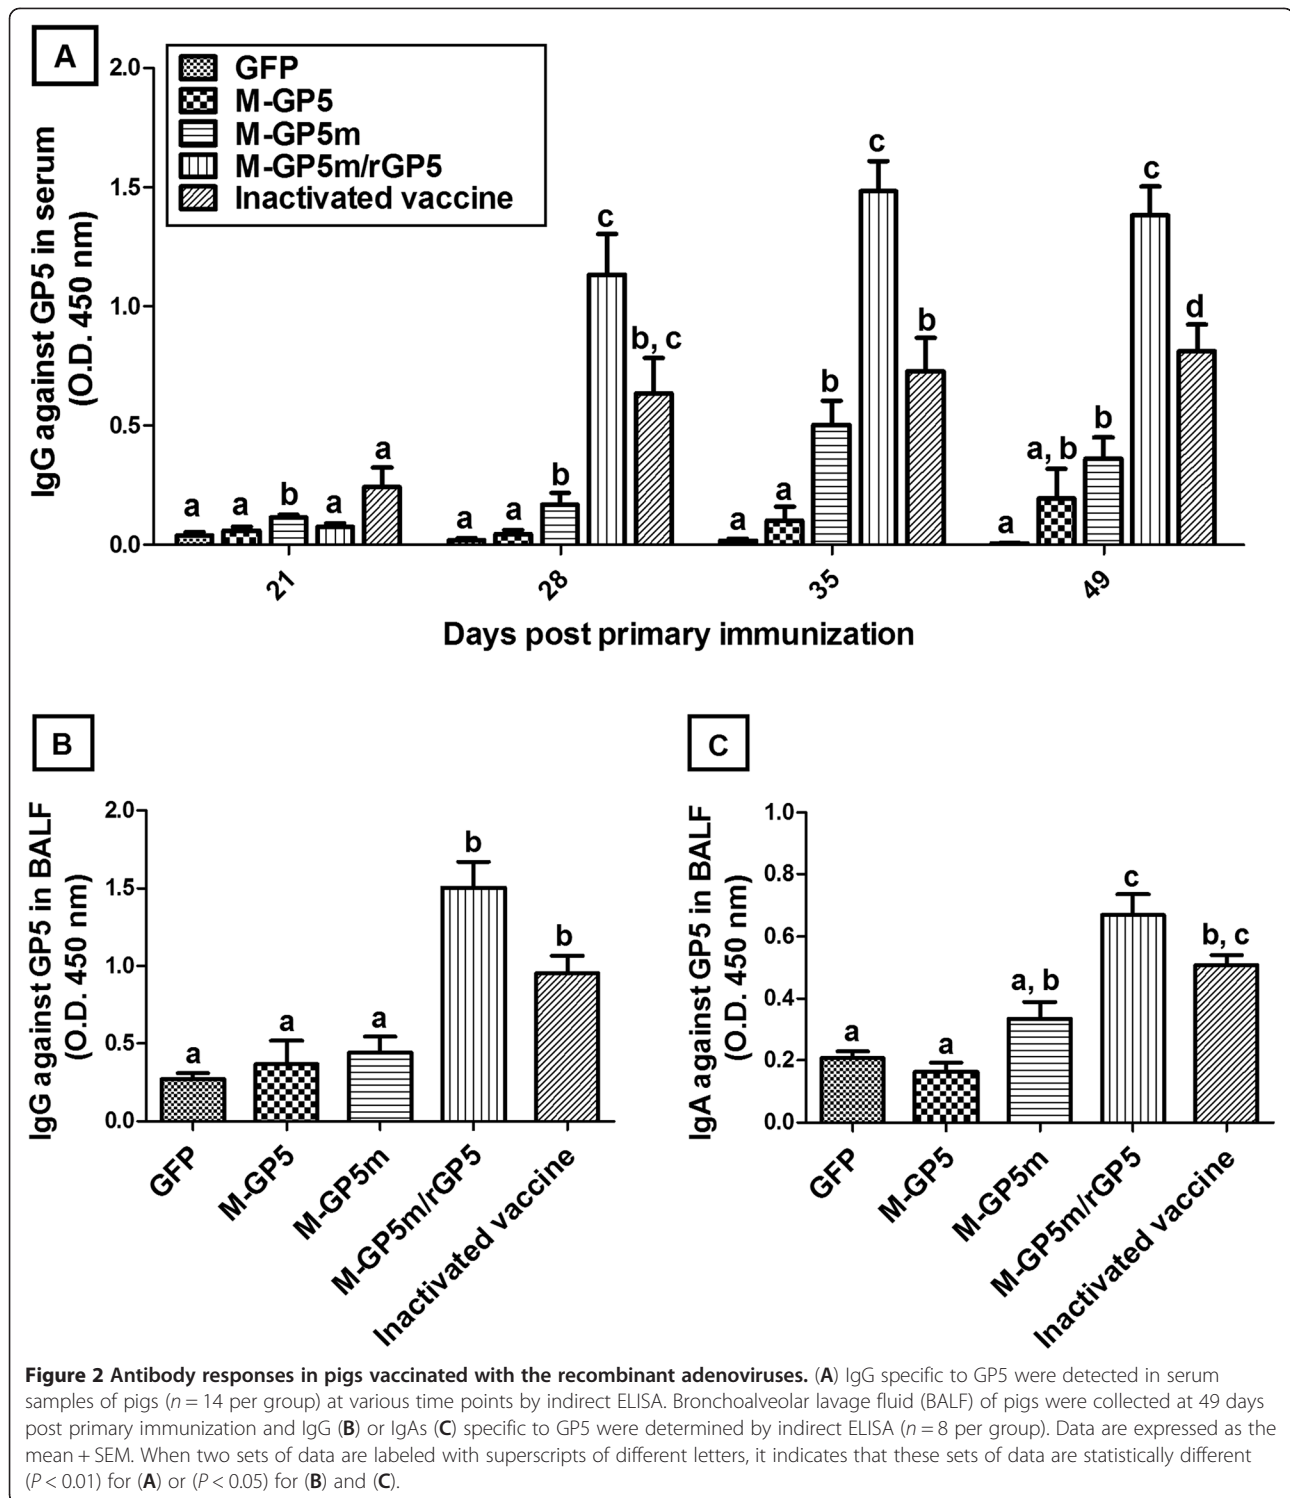 A
GFP
M-GP5
M-GP5m
M-GP5m/rGP5
Inactivated vaccine
IgG against GP5 in serum
(O.D. 450 nm)
2.0
1.5
1.0
0.5
0.0
a a b a a
a a b c b, c
a a b c b
a a, b b c d
21 28 35 49
Days post primary immunization
B
IgG against GP5 in BALF
(O.D. 450 nm)
2.0
1.5
1.0
0.5
0.0
a a a b b
GFP
M-GP5
M-GP5m
M-GP5m/rGP5
Inactivated vaccine
C
IgA against GP5 in BALF
(O.D. 450 nm)
1.0
0.8
0.6
0.4
0.2
0.0
a a a, b c b, c
GFP
M-GP5
M-GP5m
M-GP5m/rGP5
Inactivated vaccine
Figure 2 Antibody responses in pigs vaccinated with the recombinant adenoviruses. (A) IgG specific to GP5 were detected in serum
samples of pigs (n = 14 per group) at various time points by indirect ELISA. Bronchoalveolar lavage fluid (BALF) of pigs were collected at 49 days
post primary immunization and IgG (B) or IgAs (C) specific to GP5 were determined by indirect ELISA (n = 8 per group). Data are expressed as the
mean + SEM. When two sets of data are labeled with superscripts of different letters, it indicates that these sets of data are statistically different
(P < 0.01) for (A) or (P < 0.05) for (B) and (C).